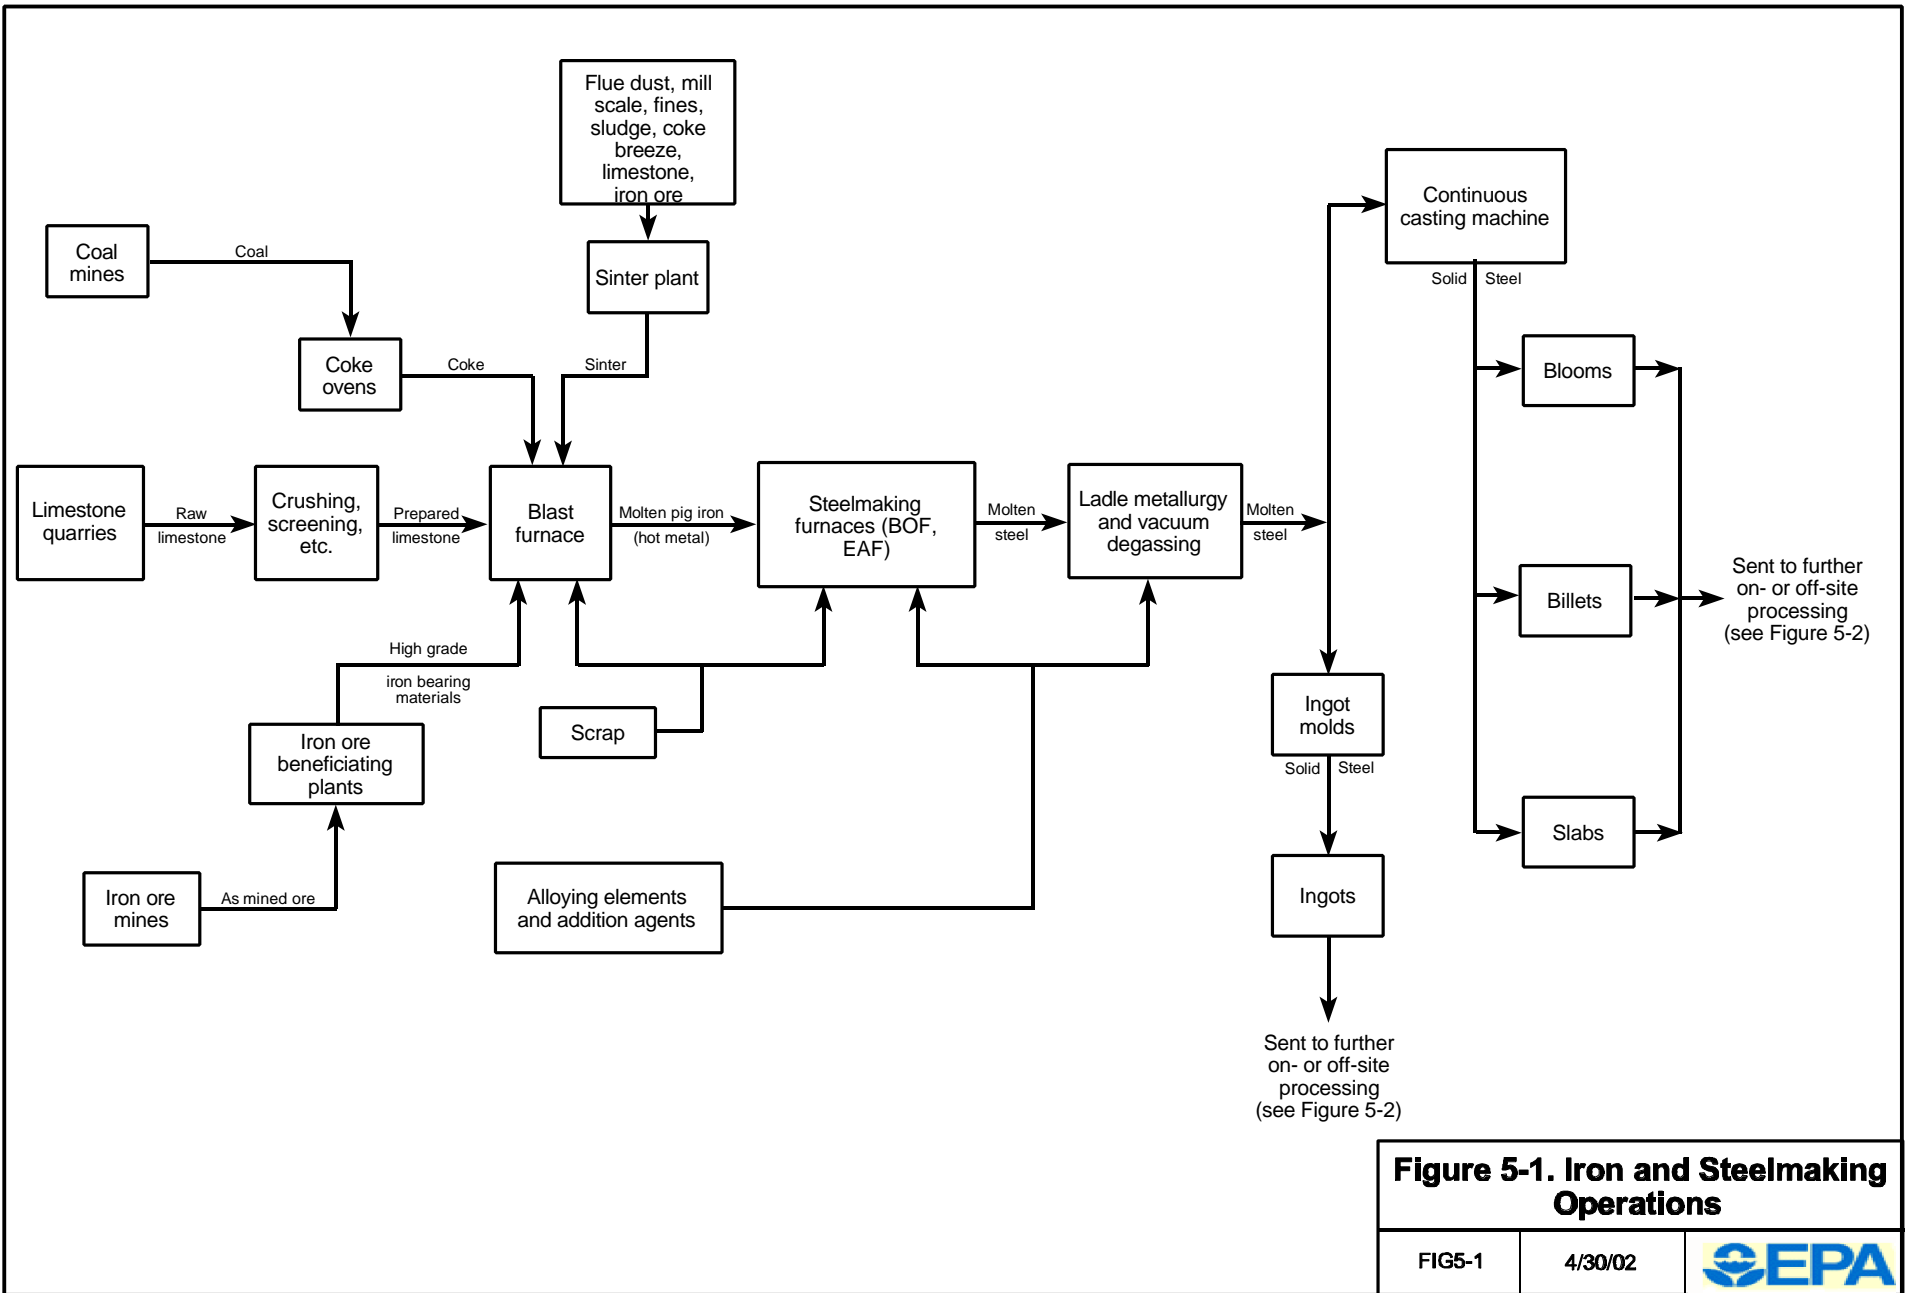 Flue dust, mill
scale, fines,
sludge, coke
breeze,
limestone,
iron ore
Continuous
casting machine
Coal
mines
Coal
Sinter plant
Solid Steel
Coke
ovens
Coke
Sinter
Blooms
Limestone
quarries
Raw
limestone
Crushing,
screening,
etc.
Prepared
limestone
Blast
furnace
Molten pig iron
(hot metal)
Steelmaking
furnaces (BOF,
EAF)
Molten
steel
Ladle metallurgy
and vacuum
degassing
Molten
steel
Billets
Sent to further
on- or off-site
processing
(see Figure 5-2)
High grade
iron bearing
materials
Scrap
Ingot
molds
Iron ore
beneficiating
plants
Solid Steel
Slabs
Iron ore
mines
As mined ore
Alloying elements
and addition agents
Ingots
Sent to further
on- or off-site
processing
(see Figure 5-2)
Figure 5-1. Iron and Steelmaking
Operations
FIG5-1
4/30/02
EPA